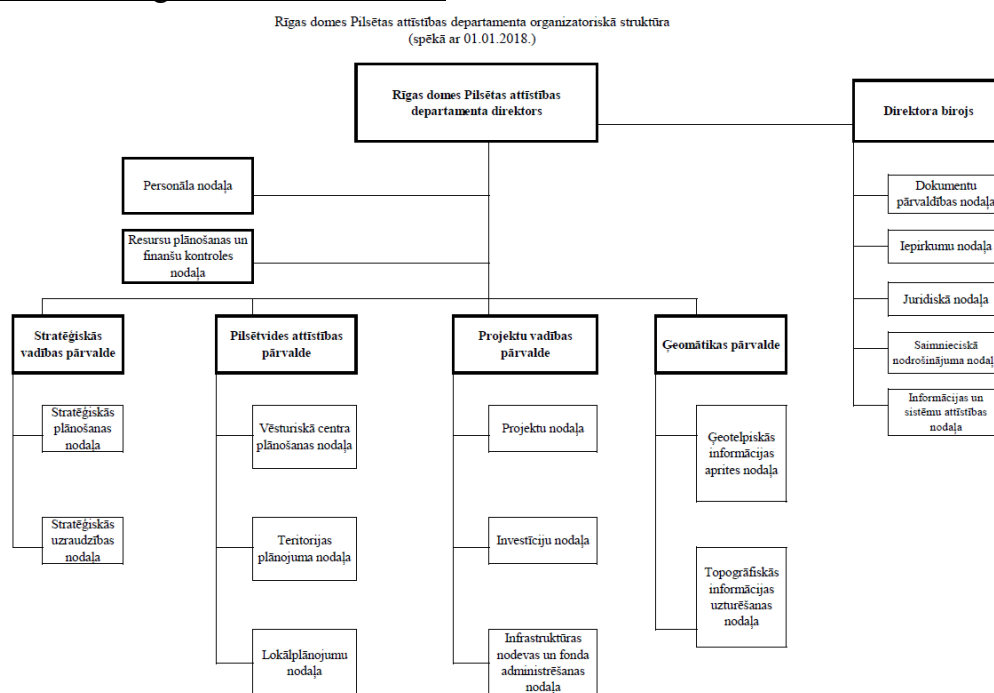 Rīgas domes Pilsētas attīstības departamenta organizatoriskā struktūra
(spēkā ar 01.01.2018.)
Rīgas domes Pilsētas attīstības
departamenta direktors
Direktora birojs
Personāla nodaļa
Resursu plānošanas un
finanšu kontroles
nodaļa
Dokumentu
pārvaldības nodaļa
Iepirkumu nodaļa
Juridiskā nodaļa
Saimnieciskā
nodrošinājuma nodaļ
Informācijas un
sistēmu attīstības
nodaļa
Stratēģiskās
vadības pārvalde
Stratēģiskās
plānošanas
nodaļa
Stratēģiskās
uzraudzības
nodaļa
Pilsētvides attīstības
pārvalde
Vēsturiskā centra
plānošanas nodaļa
Teritorijas
plānojuma nodaļa
Lokālplānojumu
nodaļa
Projektu vadības
pārvalde
Projektu nodaļa
Investīciju nodaļa
Infrastruktūras
nodevas un fonda
administrēšanas
nodaļa
Ģeomātikas pārvalde
Ģeotelpiskās
informācijas
aprites nodaļa
Topogrāfiskās
informācijas
uzturēšanas
nodaļa